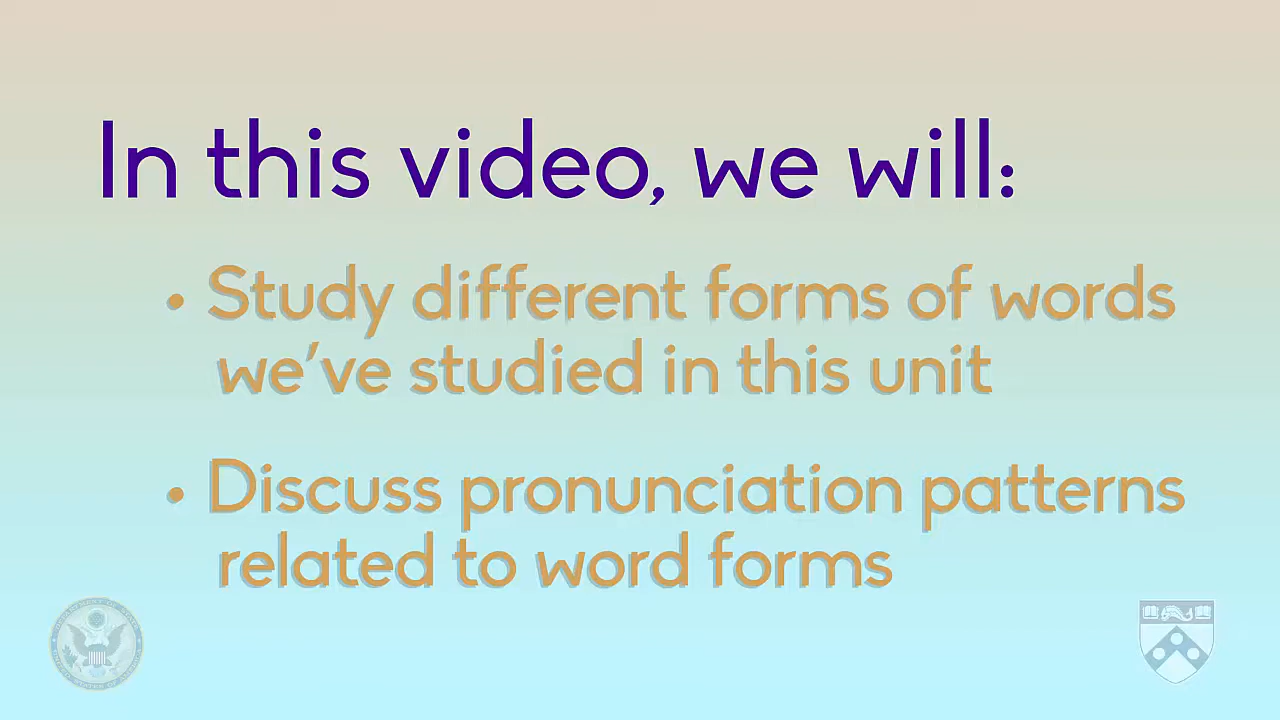 In this video, we will:
• Study different forms of words
we've studied in this unit
• Discuss pronunciation patterns
related to word forms